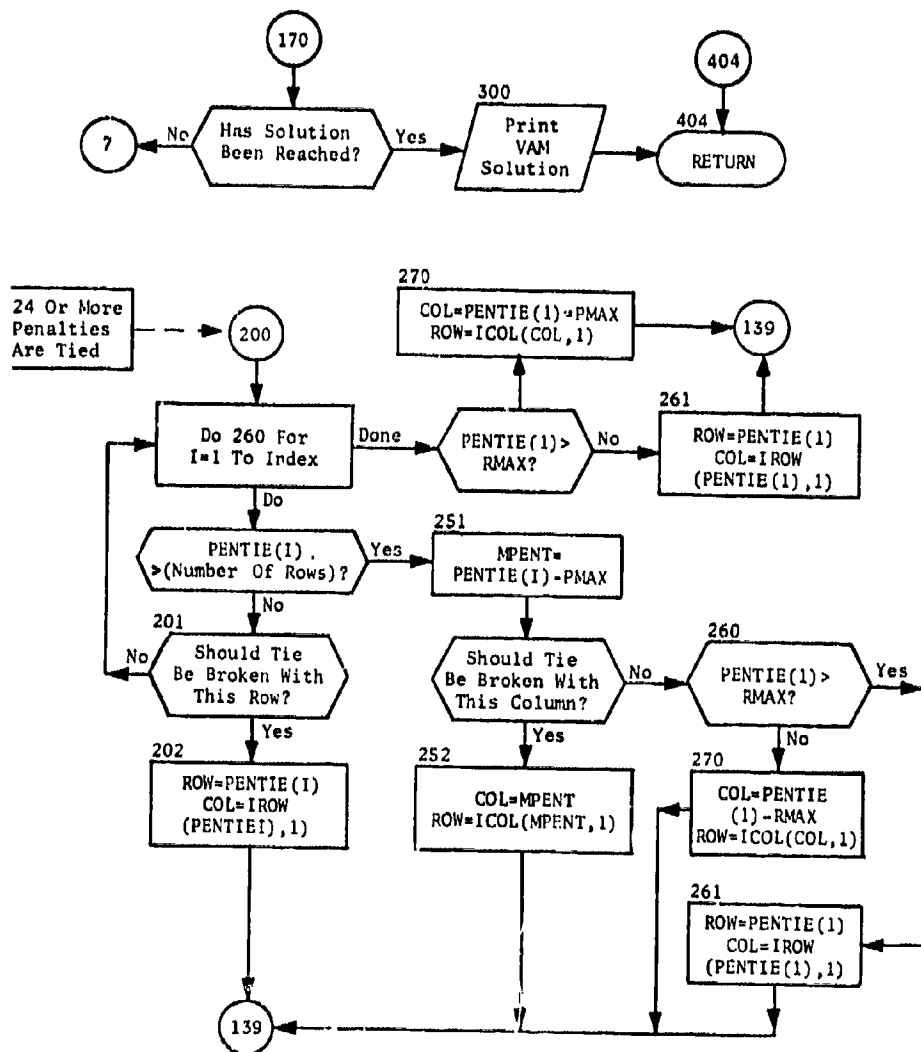 170
404
7
No
Has Solution
Been Reached?
Yes
300
Print
VAM
Solution
404
RETURN
24 Or More
Penalties
Are Tied
200
270
COL=PENTIE(1)-PMAX
ROW=ICOL(COL,1)
139
Do 260 For
I=1 To Index
Done
PENTIE(1)>
RMAX?
No
261
ROW=PENTIE(1)
COL=IROW
(PENTIE(1),1)
Do
PENTIE(I).
>(Number Of Rows)?
Yes
251
MPENT=
PENTIE(I)-PMAX
No
201
No
Should Tie
Be Broken With
This Row?
Should Tie
Be Broken With
This Column?
No
260
PENTIE(1)>
RMAX?
Yes
Yes
202
ROW=PENTIE(I)
COL=IROW
(PENTIEI),1)
Yes
252
COL=MPENT
ROW=ICOL(MPENT,1)
No
270
COL=PENTIE
(1)-RMAX
ROW=ICOL(COL,1)
261
ROW=PENTIE(1)
COL=IROW
(PENTIE(1),1)
139